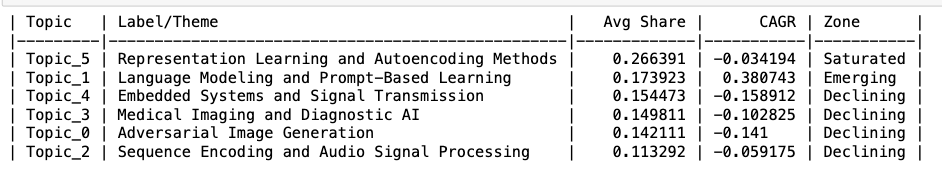 | Topic | Label/Theme | Avg Share | CAGR | Zone |
|---------|------------------------------------------------|-------------|-----------|-----------|
| Topic_5 | Representation Learning and Autoencoding Methods | 0.266391 | −0.034194 | Saturated |
| Topic_1 | Language Modeling and Prompt-Based Learning | 0.173923 | 0.380743 | Emerging |
| Topic_4 | Embedded Systems and Signal Transmission | 0.154473 | −0.158912 | Declining |
| Topic_3 | Medical Imaging and Diagnostic AI | 0.149811 | −0.102825 | Declining |
| Topic_0 | Adversarial Image Generation | 0.142111 | −0.141 | Declining |
| Topic_2 | Sequence Encoding and Audio Signal Processing | 0.113292 | −0.059175 | Declining |